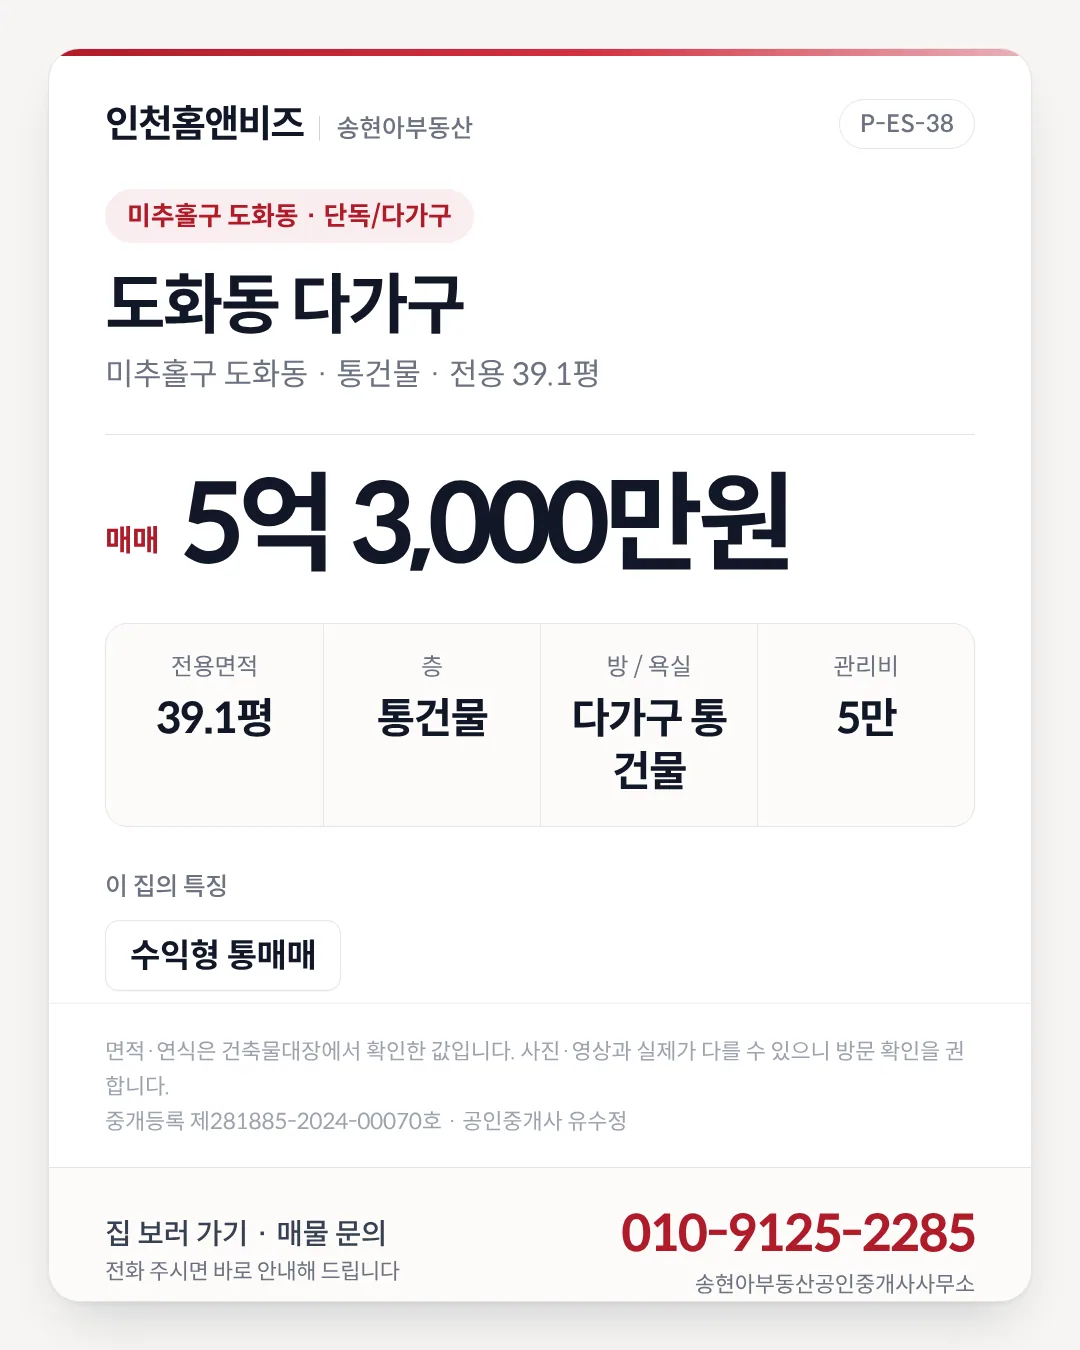 인천홈앤비즈 송현아부동산
P-ES-38
미추홀구 도화동 · 단독/다가구
도화동 다가구
미추홀구 도화동 · 통건물 · 전용 39.1평
매매 5억 3,000만원
전용면적
39.1평
층
통건물
방 / 욕실
다가구 통
건물
관리비
5만
이 집의 특징
수익형 통매매
면적·연식은 건축물대장에서 확인한 값입니다. 사진·영상과 실제가 다를 수 있으니 방문 확인을 권
합니다.
중개등록 제281885-2024-00070호 · 공인중개사 유수정
집 보러 가기 · 매물 문의
전화 주시면 바로 안내해 드립니다
010-9125-2285
송현아부동산공인중개사사무소